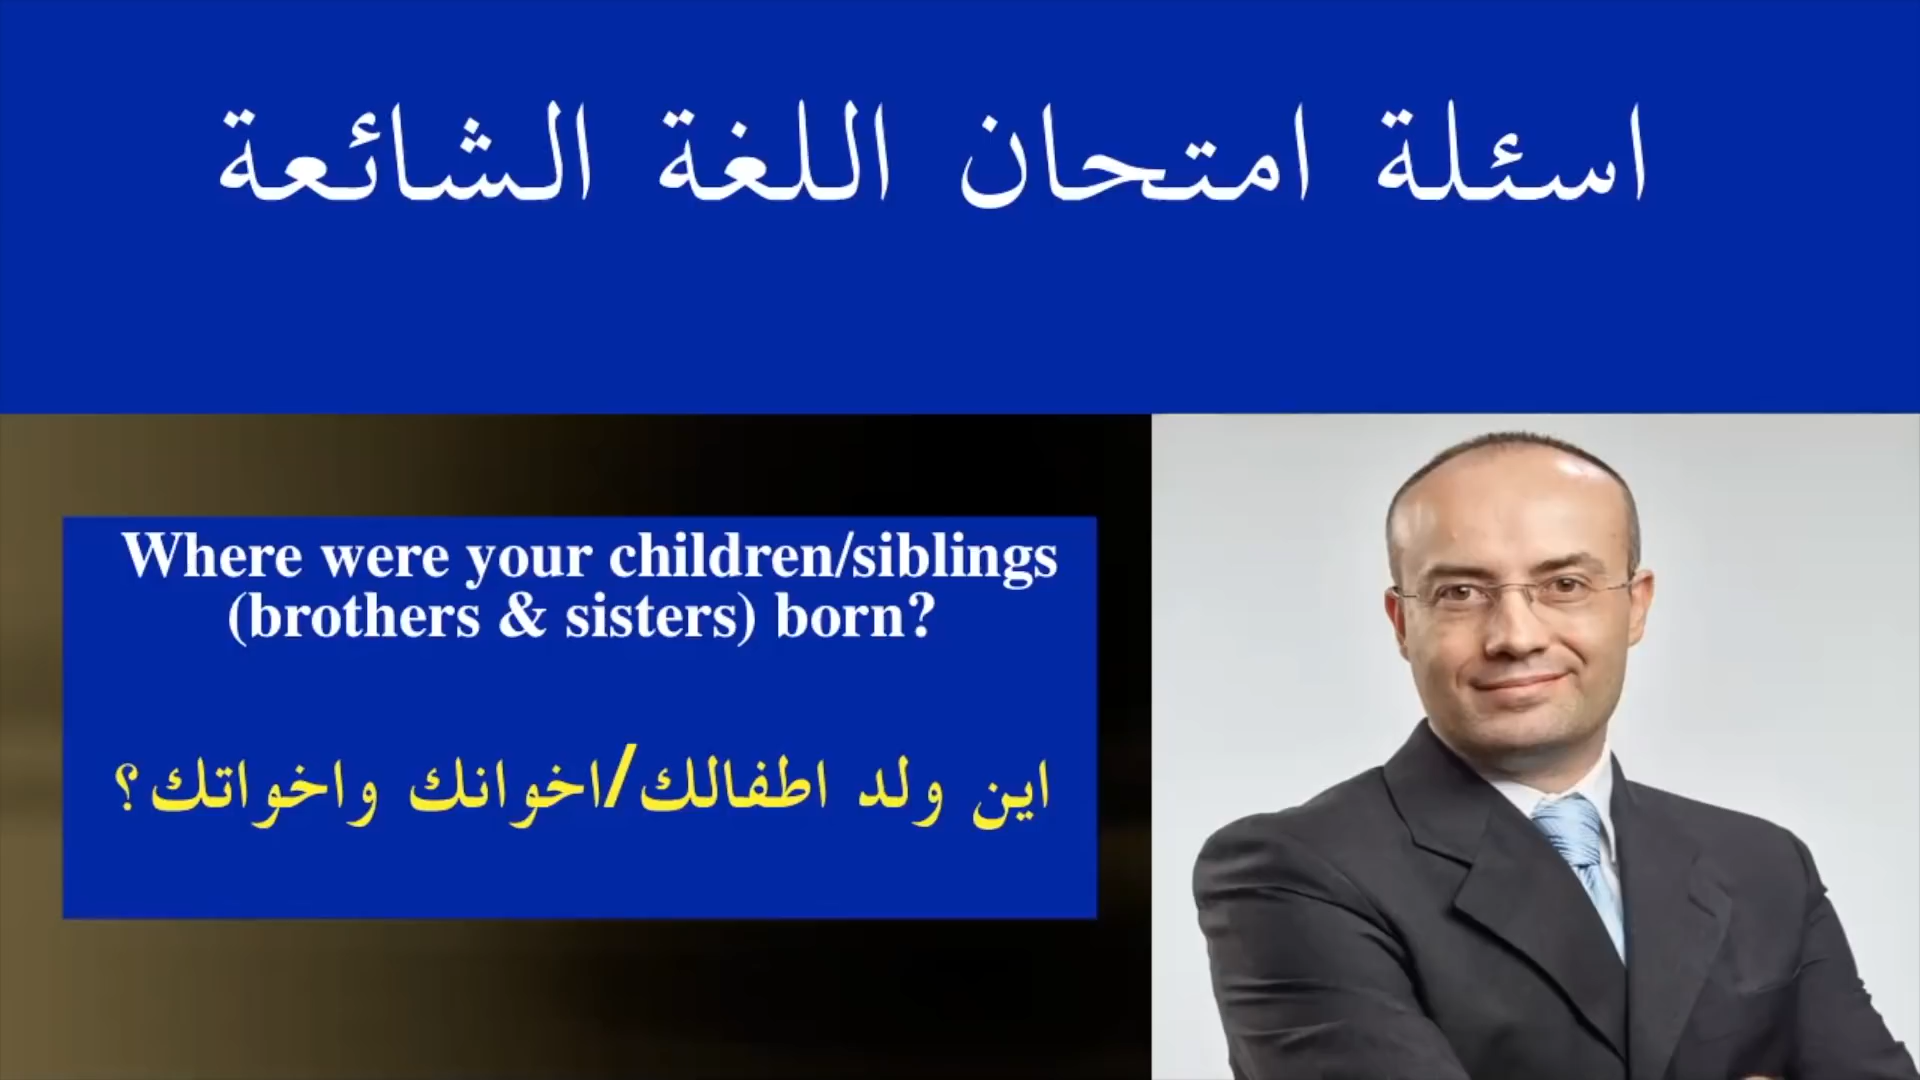 اسئلة امتحان اللغة الشائعة
Where were your children/siblings
(brothers & sisters) born?
اين ولد اطفالك/اخوانك واخواتك؟